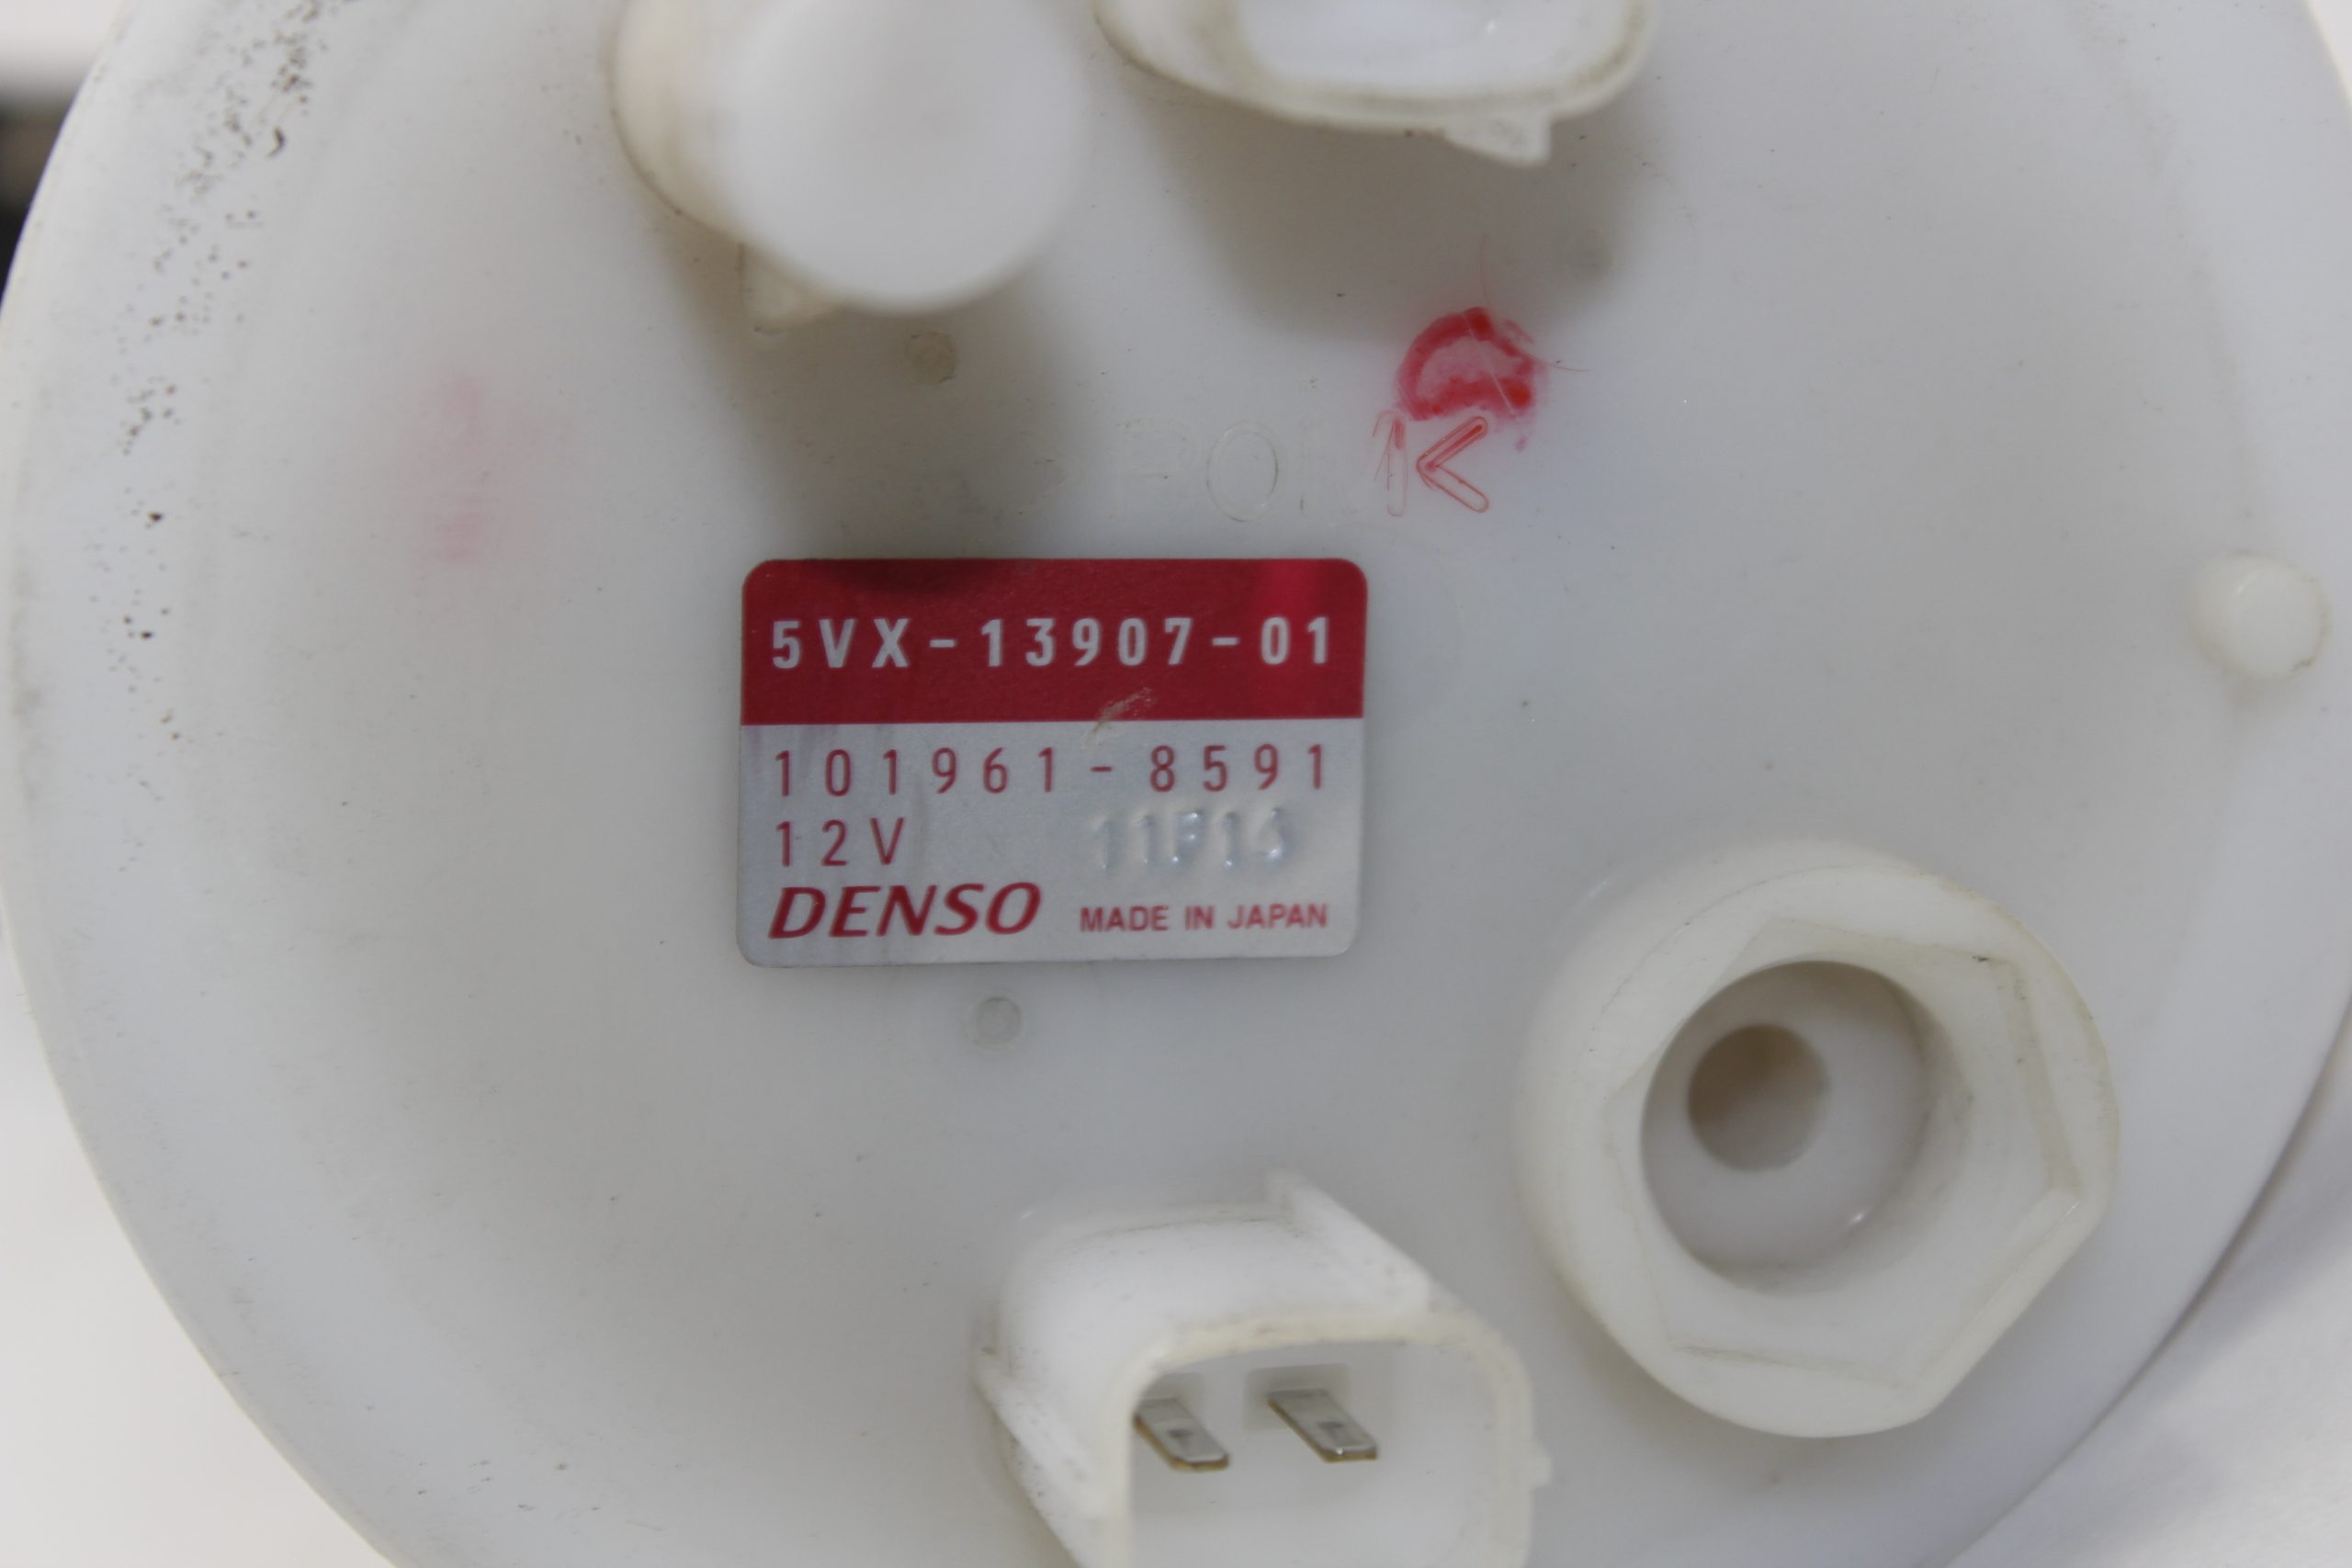 5VX-13907-01
101961-8591
12V
DENSO MADE IN JAPAN